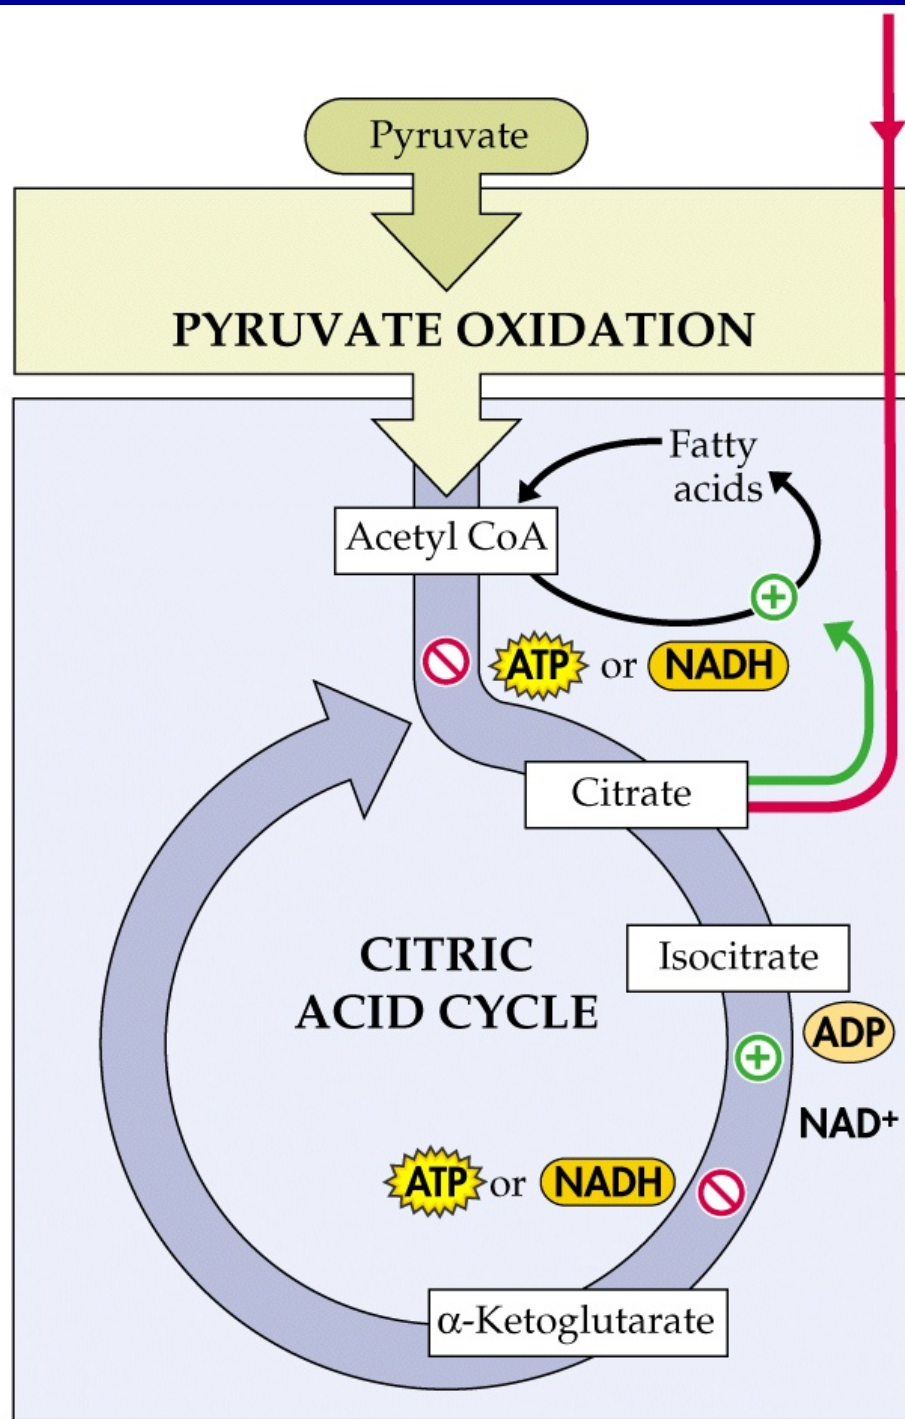 Pyruvate
PYRUVATE OXIDATION
Fatty
acids
Acetyl CoA
+
ATP or NADH
Citrate
CITRIC
ACID CYCLE
Isocitrate
ADP
+
NAD+
ATP or NADH
α-Ketoglutarate